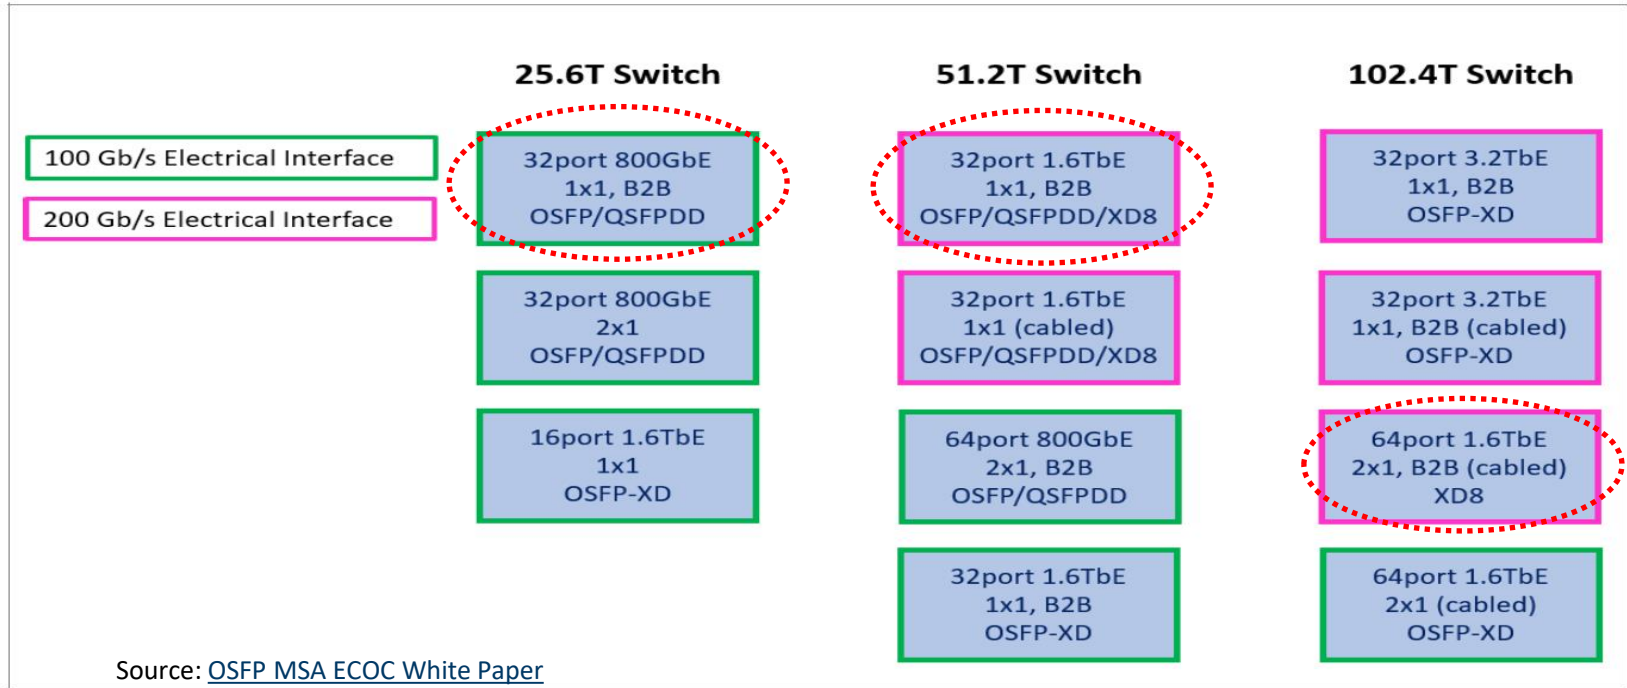 25.6T Switch
51.2T Switch
102.4T Switch
100 Gb/s Electrical Interface
200 Gb/s Electrical Interface
32port 800GbE
1x1, B2B
OSFP/QSFPDD
32port 800GbE
2x1
OSFP/QSFPDD
16port 1.6TbE
1x1
OSFP-XD
32port 1.6TbE
1x1, B2B
OSFP/QSFPDD/XD8
32port 1.6TbE
1x1 (cabled)
OSFP/QSFPDD/XD8
64port 800GbE
2x1, B2B
OSFP/QSFPDD
32port 1.6TbE
1x1, B2B
OSFP-XD
32port 3.2TbE
1x1, B2B
OSFP-XD
32port 3.2TbE
1x1, B2B (cabled)
OSFP-XD
64port 1.6TbE
2x1, B2B (cabled)
XD8
64port 1.6TbE
2x1 (cabled)
OSFP-XD
Source: OSFP MSA ECOC White Paper